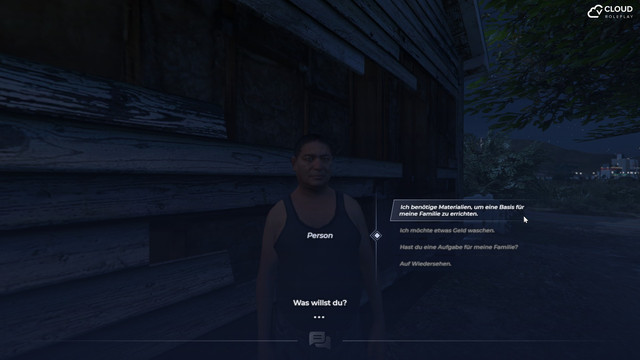 CLOUD
ROLEPLAY
Ich benötige Materialien, um eine Basis für
meine Familie zu errichten.
Ich möchte etwas Geld waschen.
Person
Hast du eine Aufgabe für meine Familie?
Auf Wiedersehen.
Was willst du?